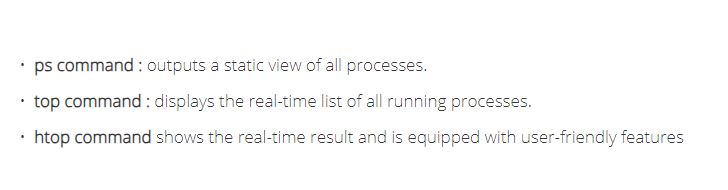 • ps command : outputs a static view of all processes.
• top command : displays the real-time list of all running processes.
• htop command shows the real-time result and is equipped with user-friendly features